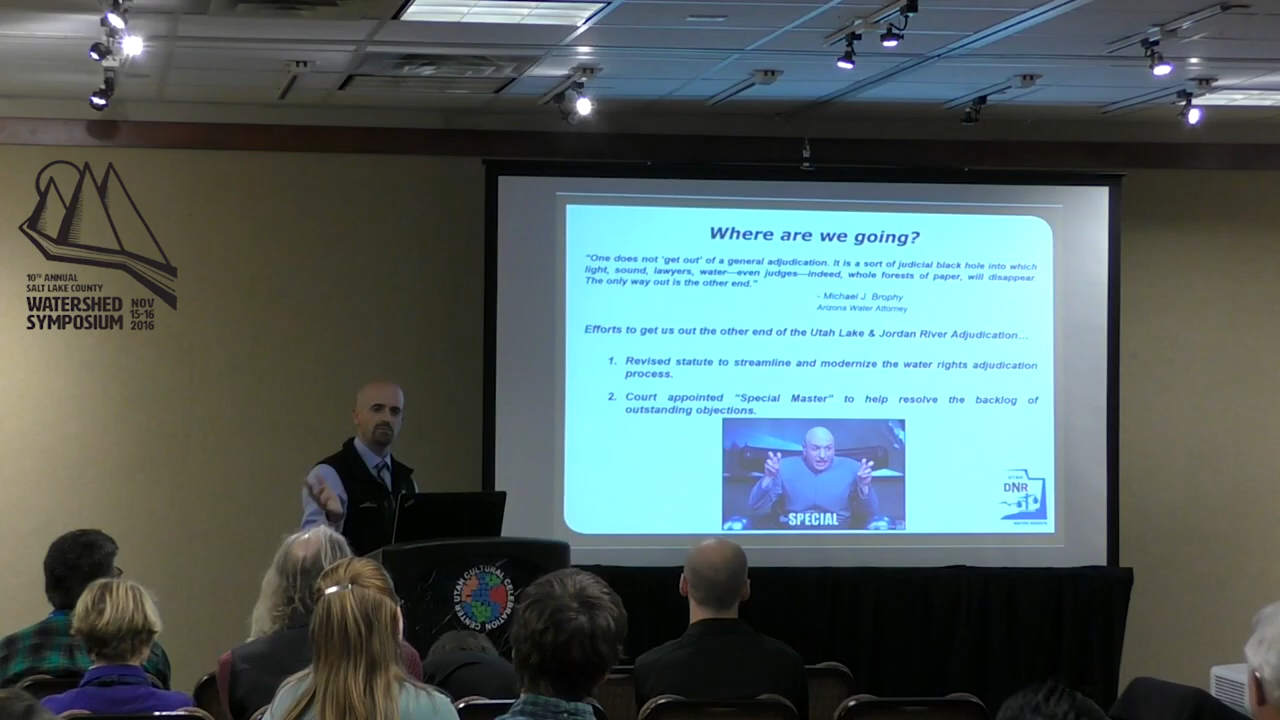 10TH ANNUAL
SALT LAKE COUNTY
WATERSHED
SYMPOSIUM
NOV
15-16
2016
Where are we going?
"One does not 'get out' of a general adjudication. It is a sort of judicial black hole into which
light, sound, lawyers, water—even judges—indeed, whole forests of paper, will disappear
The only way out is the other end."
- Michael J. Brophy
Arizona Water Attorney
Efforts to get us out the other end of the Utah Lake & Jordan River Adjudication...
1. Revised statute to streamline and modernize the water rights adjudication
process.
2. Court appointed "Special Master" to help resolve the backlog of
outstanding objections.
SPECIAL
UTAH
DNR
WATER RIGHTS
UTAH CULTURAL CELEBRATION CENTER